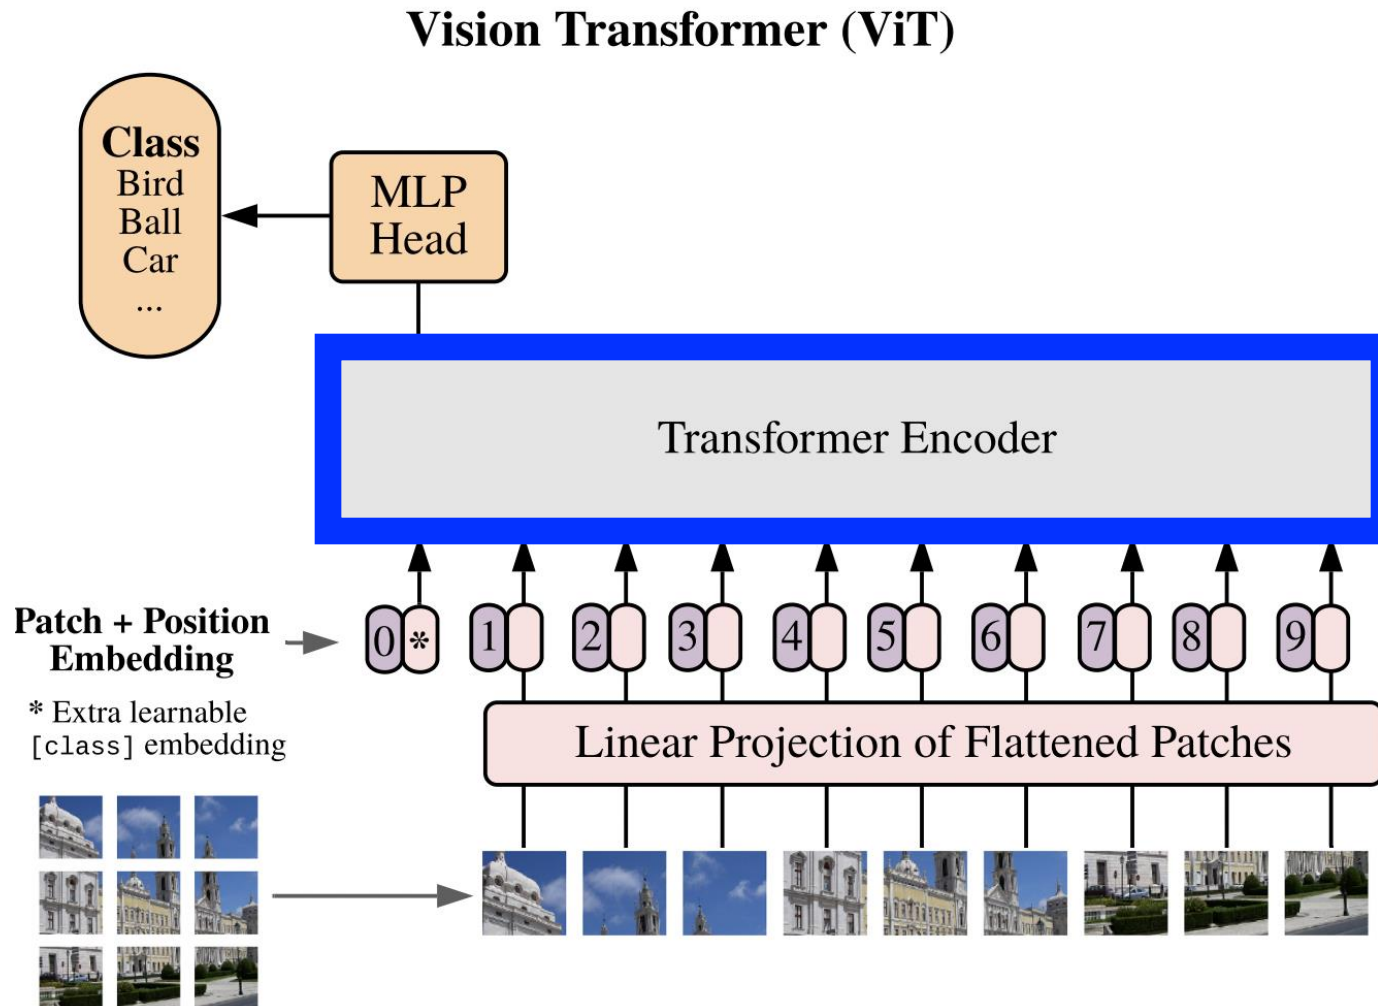 Vision Transformer (ViT)
Class
Bird
Ball
Car
...
MLP
Head
Transformer Encoder
Patch + Position
Embedding
0 * 1 2 3 4 5 6 7 8 9
* Extra learnable
[class] embedding
Linear Projection of Flattened Patches